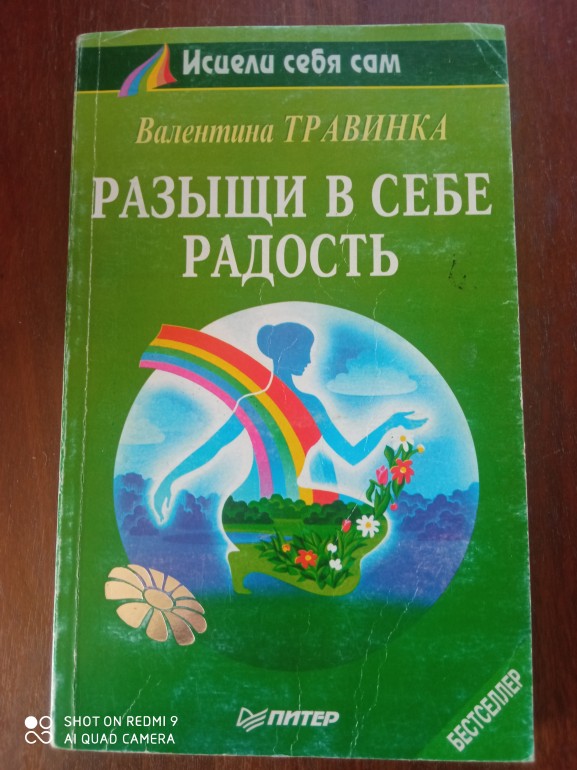 Исцели себя сам
Валентина ТРАВИНКА
РАЗЫЩИ В СЕБЕ
РАДОСТЬ
ПИТЕР
БЕСТСЕЛЛЕР
SHOT ON REDMI 9
AI QUAD CAMERA